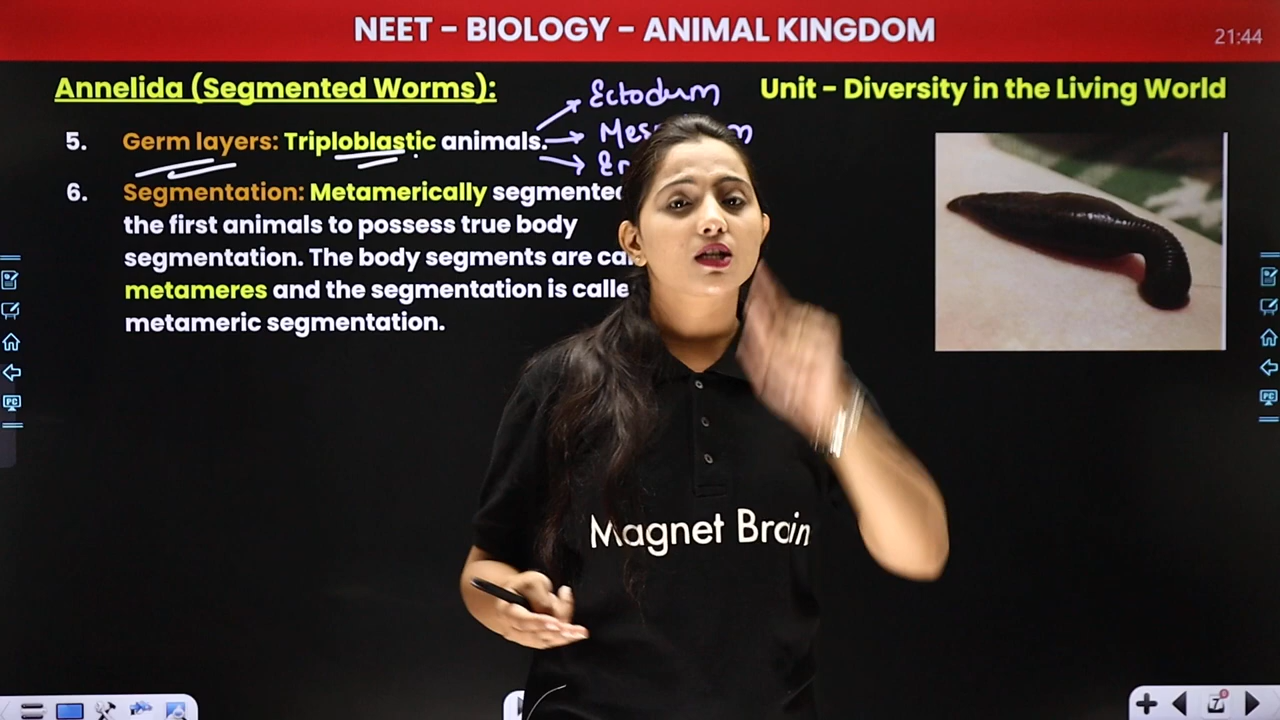 NEET - BIOLOGY - ANIMAL KINGDOM
21:44
Annelida (Segmented Worms):
Ectoderm
Unit - Diversity in the Living World
5. Germ layers: Triploblastic animals.
6. Segmentation: Metamerically segmented
the first animals to possess true body
segmentation. The body segments are
metameres and the segmentation is
metameric segmentation.
Magnet Brain
PC
PC